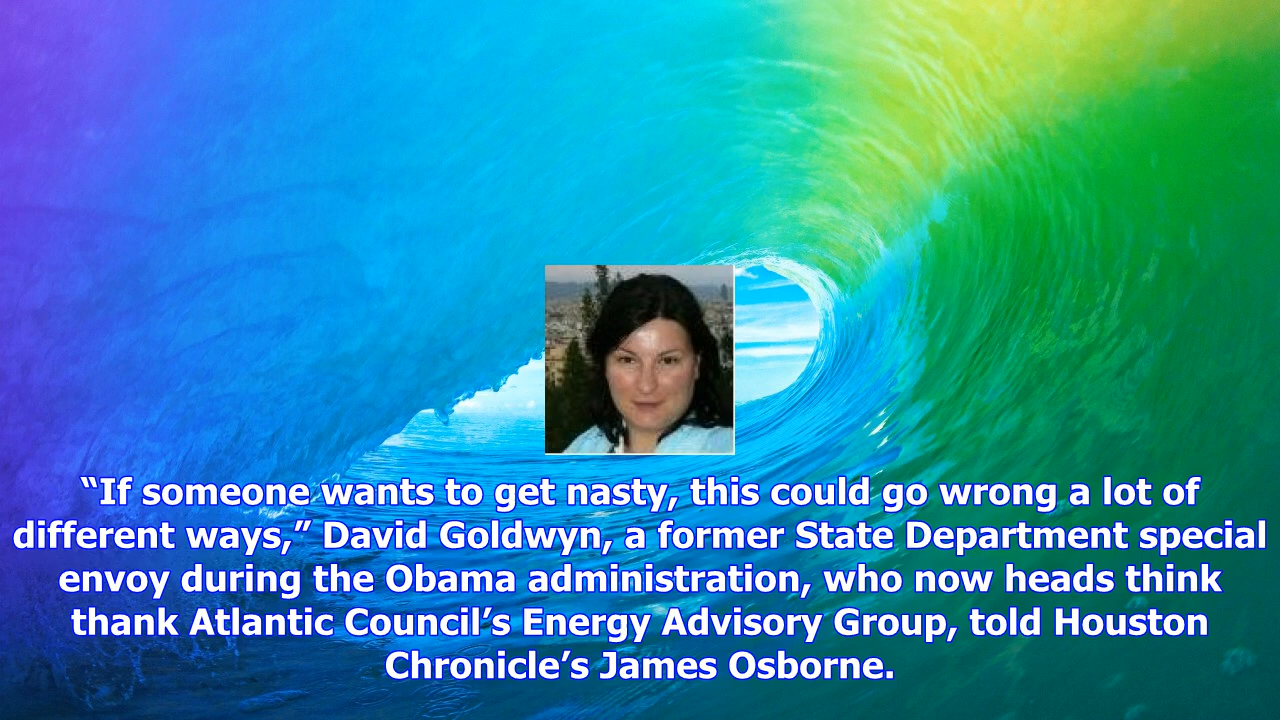 “If someone wants to get nasty, this could go wrong a lot of
different ways,” David Goldwyn, a former State Department special
envoy during the Obama administration, who now heads think
thank Atlantic Council’s Energy Advisory Group, told Houston
Chronicle’s James Osborne.